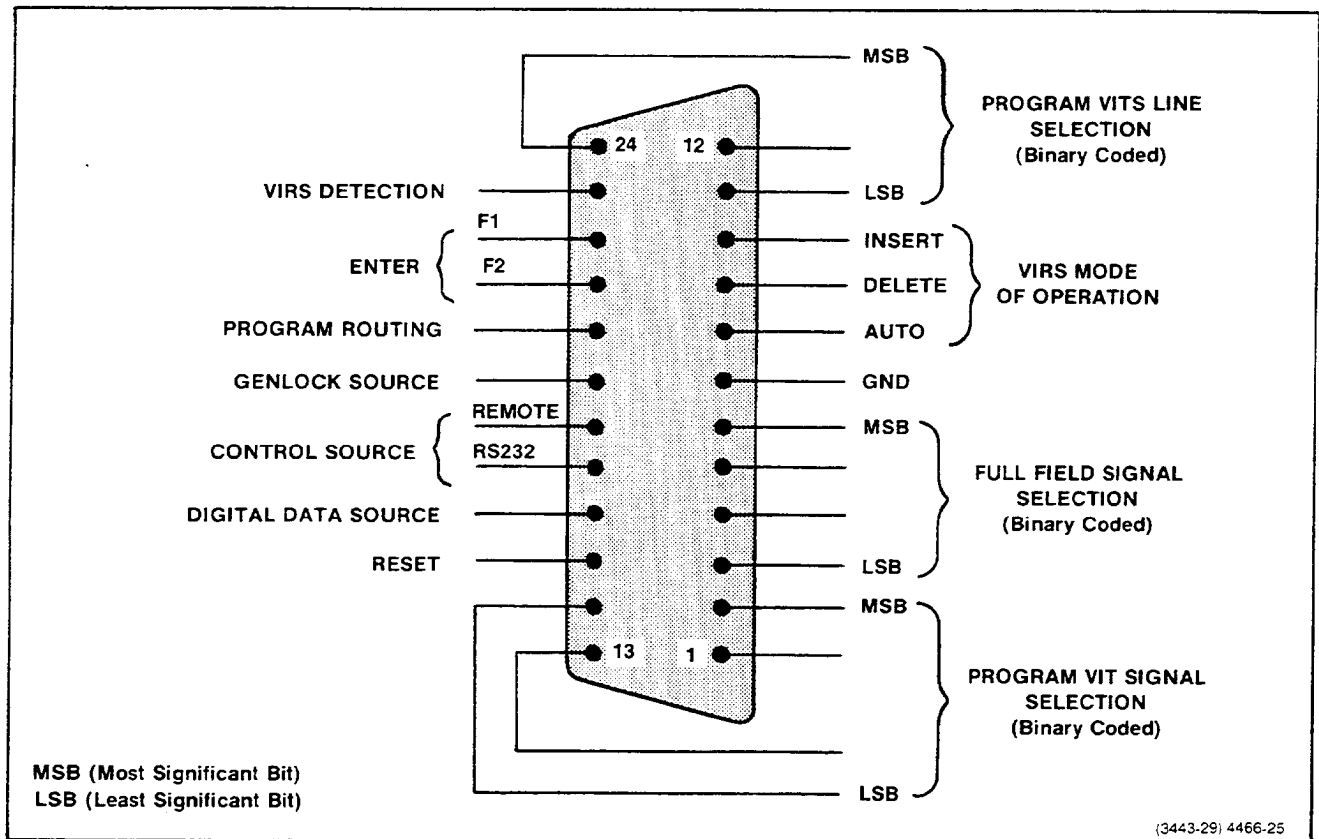 MSB
PROGRAM VITS LINE
SELECTION
(Binary Coded)
24 12
VIRS DETECTION
LSB
F1
INSERT
ENTER
F2
DELETE
VIRS MODE
OF OPERATION
PROGRAM ROUTING
AUTO
GENLOCK SOURCE
GND
REMOTE
MSB
CONTROL SOURCE
RS232
FULL FIELD SIGNAL
SELECTION
(Binary Coded)
DIGITAL DATA SOURCE
RESET
LSB
MSB
13 1
PROGRAM VIT SIGNAL
SELECTION
(Binary Coded)
LSB
MSB (Most Significant Bit)
LSB (Least Significant Bit)
(3443-29) 4466-25